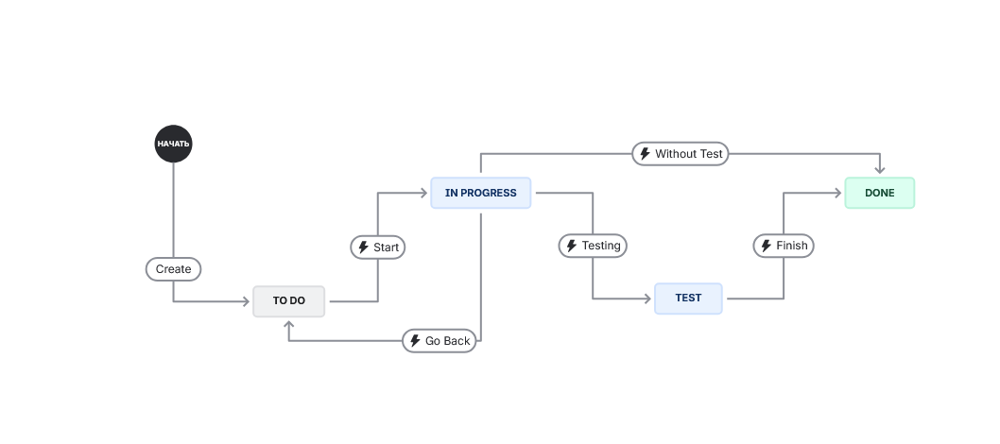 НАЧАТЬ
Without Test
IN PROGRESS
DONE
Start
Testing
Finish
Create
TO DO
TEST
Go Back